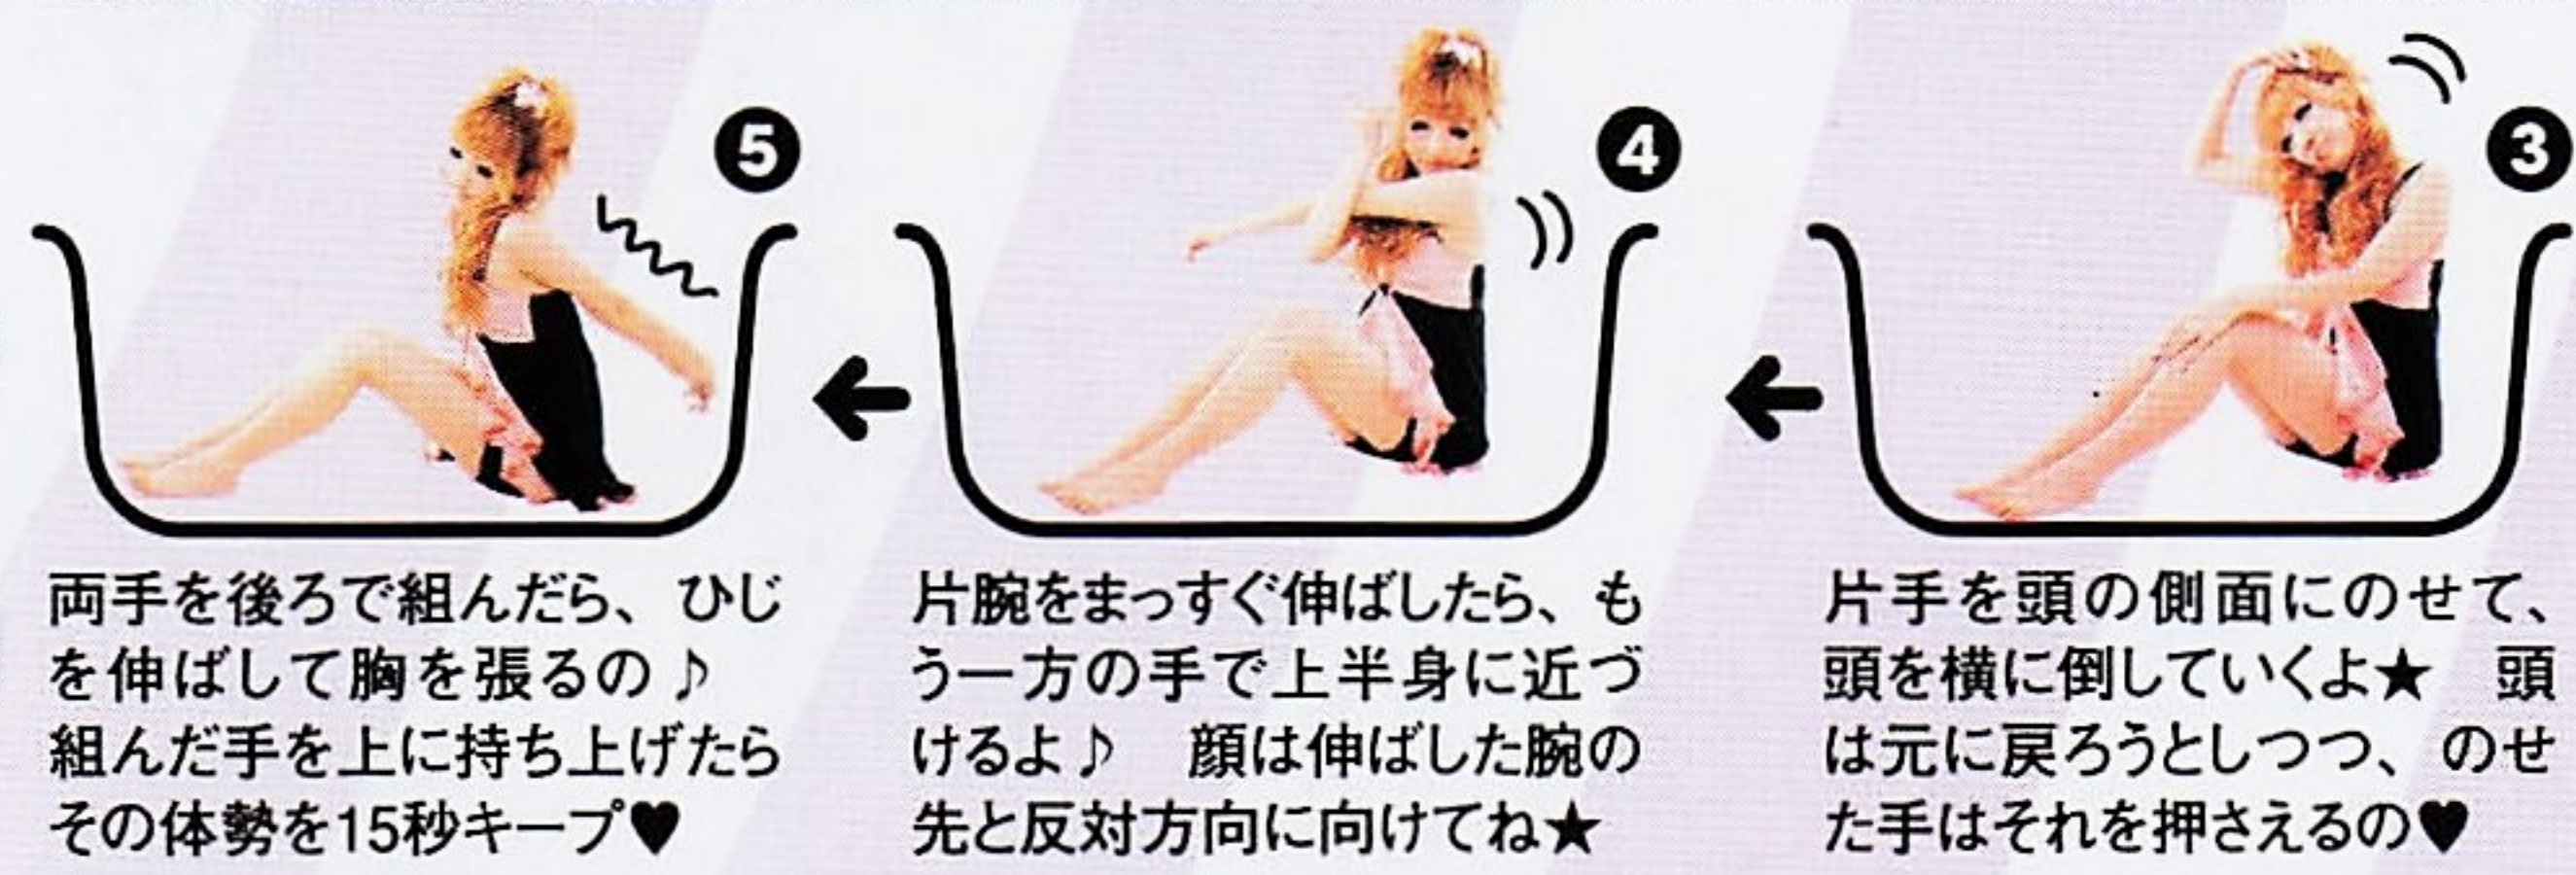 3
片手を頭の側面にのせて、
頭を横に倒していくよ★　頭
は元に戻ろうとしつつ、のせ
た手はそれを押さえるの♥
4
片腕をまっすぐ伸ばしたら、も
う一方の手で上半身に近づ
けるよ♪　顔は伸ばした腕の
先と反対方向に向けてね★
5
両手を後ろで組んだら、ひじ
を伸ばして胸を張るの♪
組んだ手を上に持ち上げたら
その体勢を15秒キープ♥